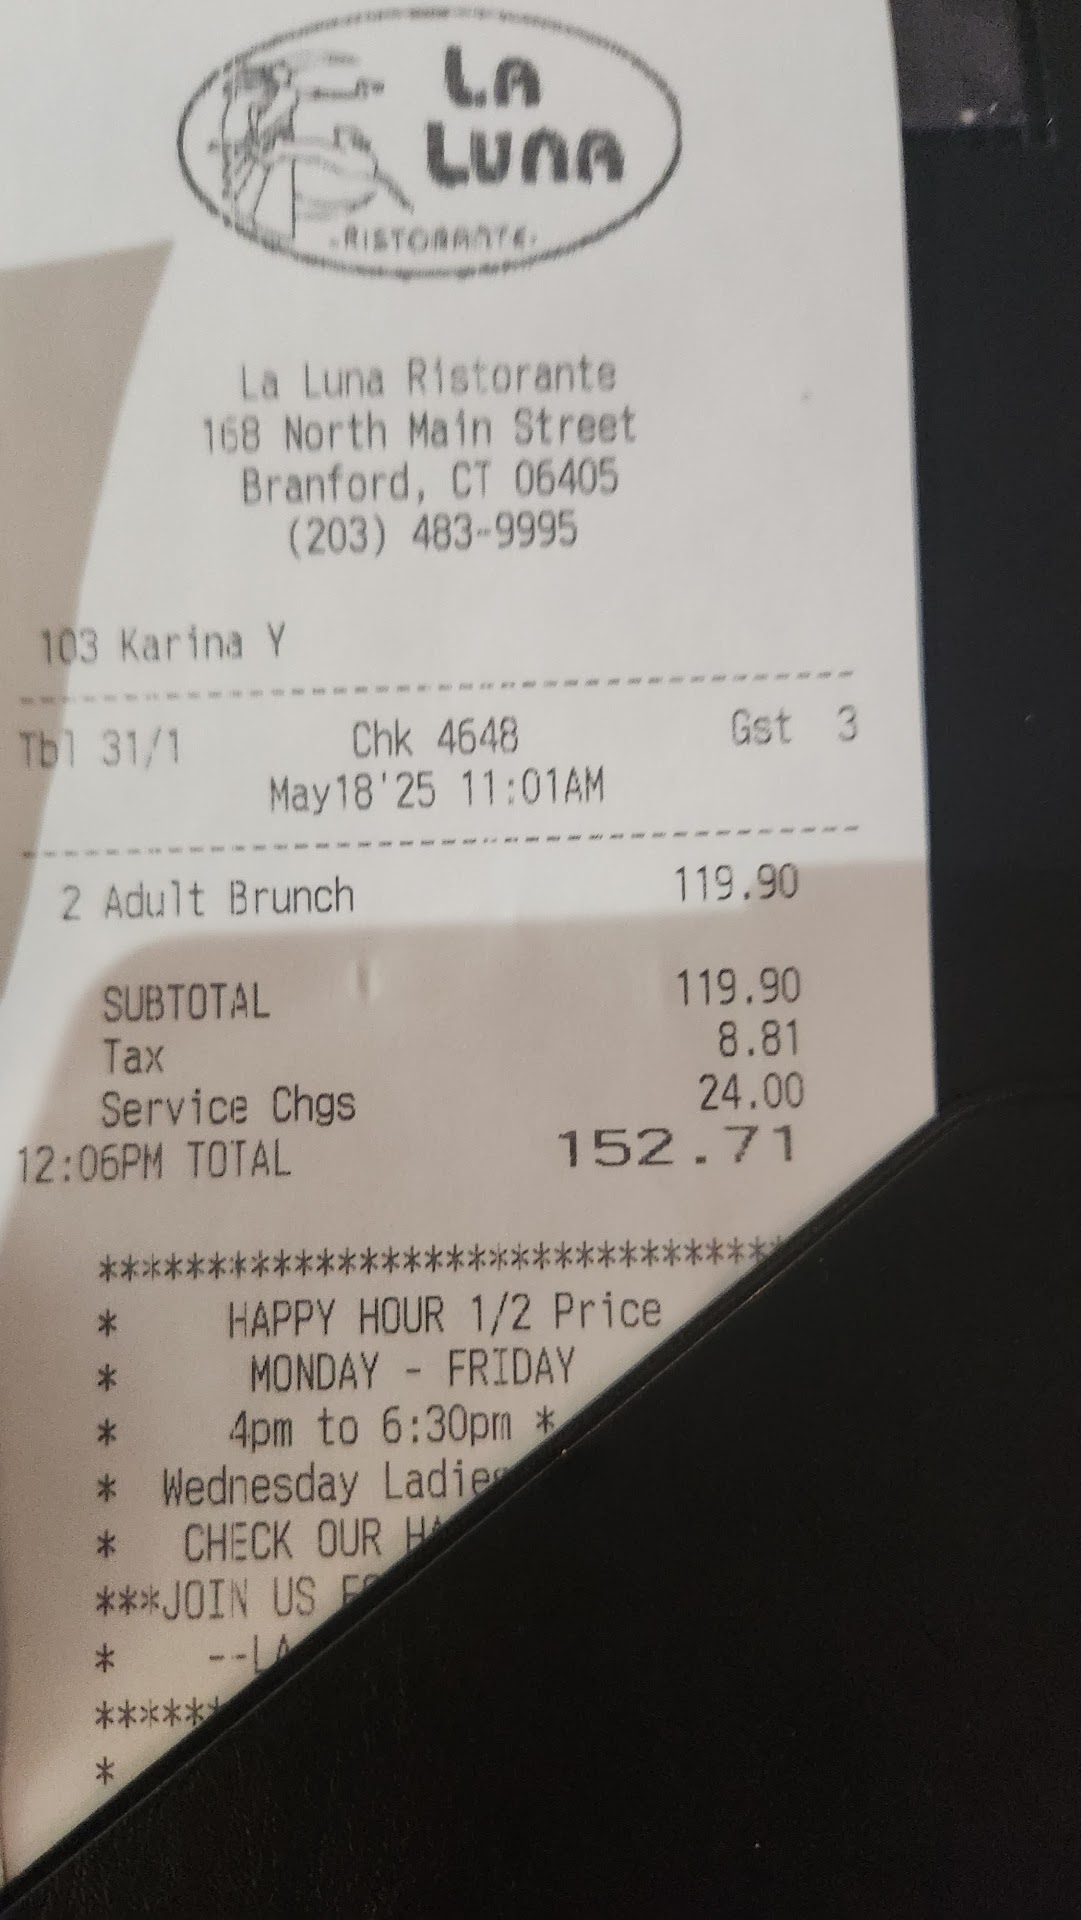 LA
LUNA
-RISTORANTE-
La Luna Ristorante
168 North Main Street
Branford, CT 06405
(203) 483-9995
103 Karina Y
Tbl 31/1 Chk 4648 Gst 3
May18'25 11:01AM
2 Adult Brunch 119.90
SUBTOTAL 119.90
Tax 8.81
Service Chgs 24.00
12:06PM TOTAL 152.71
********************************
* HAPPY HOUR 1/2 Price
* MONDAY - FRIDAY
* 4pm to 6:30pm *
* Wednesday Ladies
* CHECK OUR
***JOIN US
* --LA
******
*